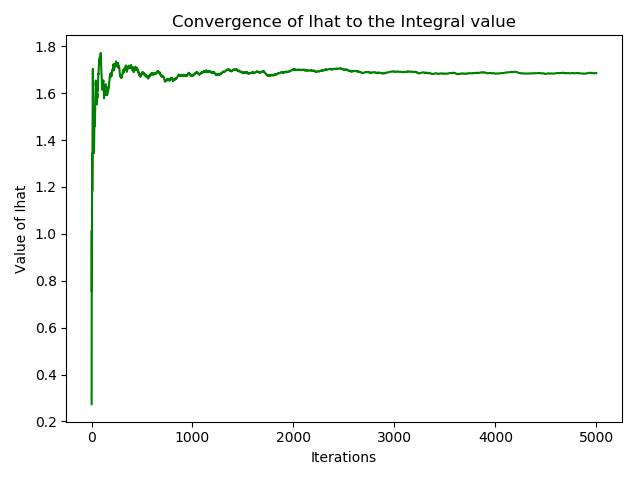 Convergence of Ihat to the Integral value
1.8
1.6
1.4
1.2
1.0
0.8
0.6
0.4
0.2
Value of Ihat
0 1000 2000 3000 4000 5000
Iterations